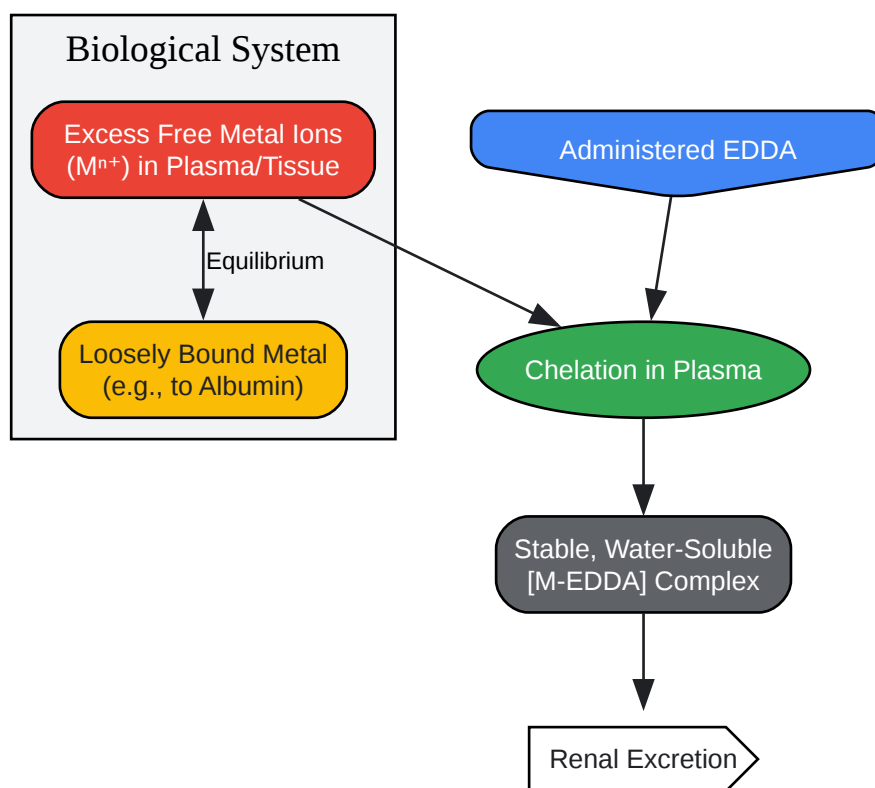 Biological System
Excess Free Metal Ions
(Mⁿ⁺) in Plasma/Tissue
Administered EDDA
Equilibrium
Loosely Bound Metal
(e.g., to Albumin)
Chelation in Plasma
Stable, Water-Soluble
[M-EDDA] Complex
Renal Excretion